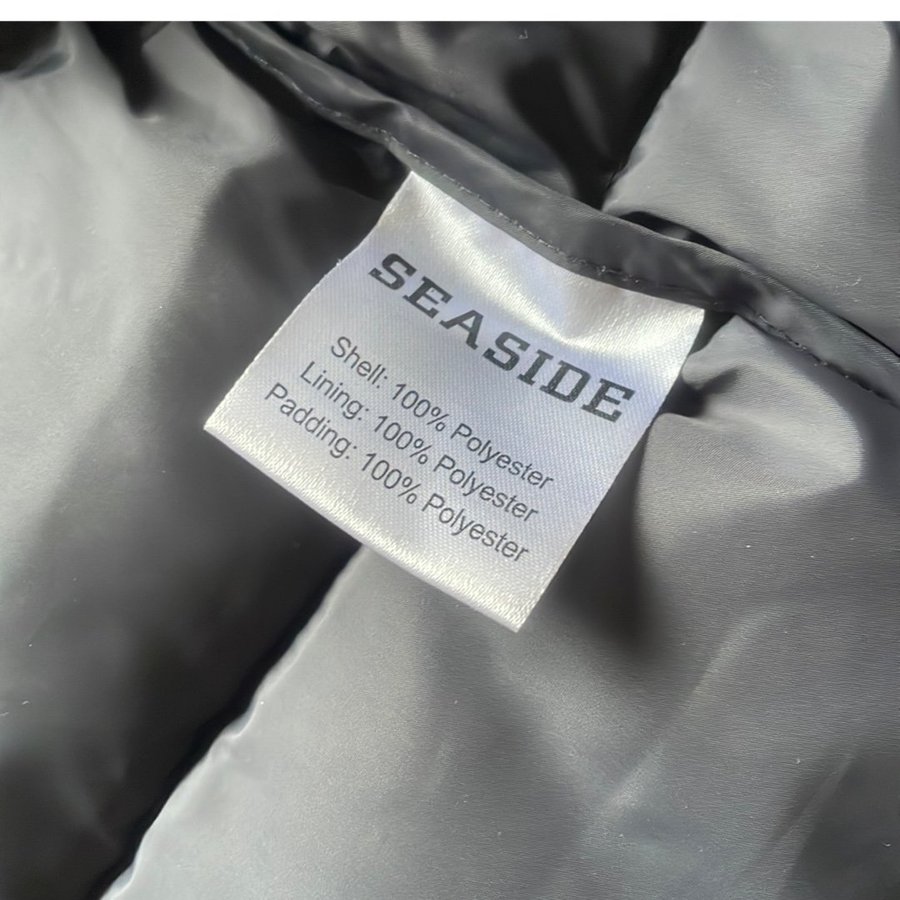 SEASIDE
Shell: 100% Polyester
Lining: 100% Polyester
Padding: 100% Polyester